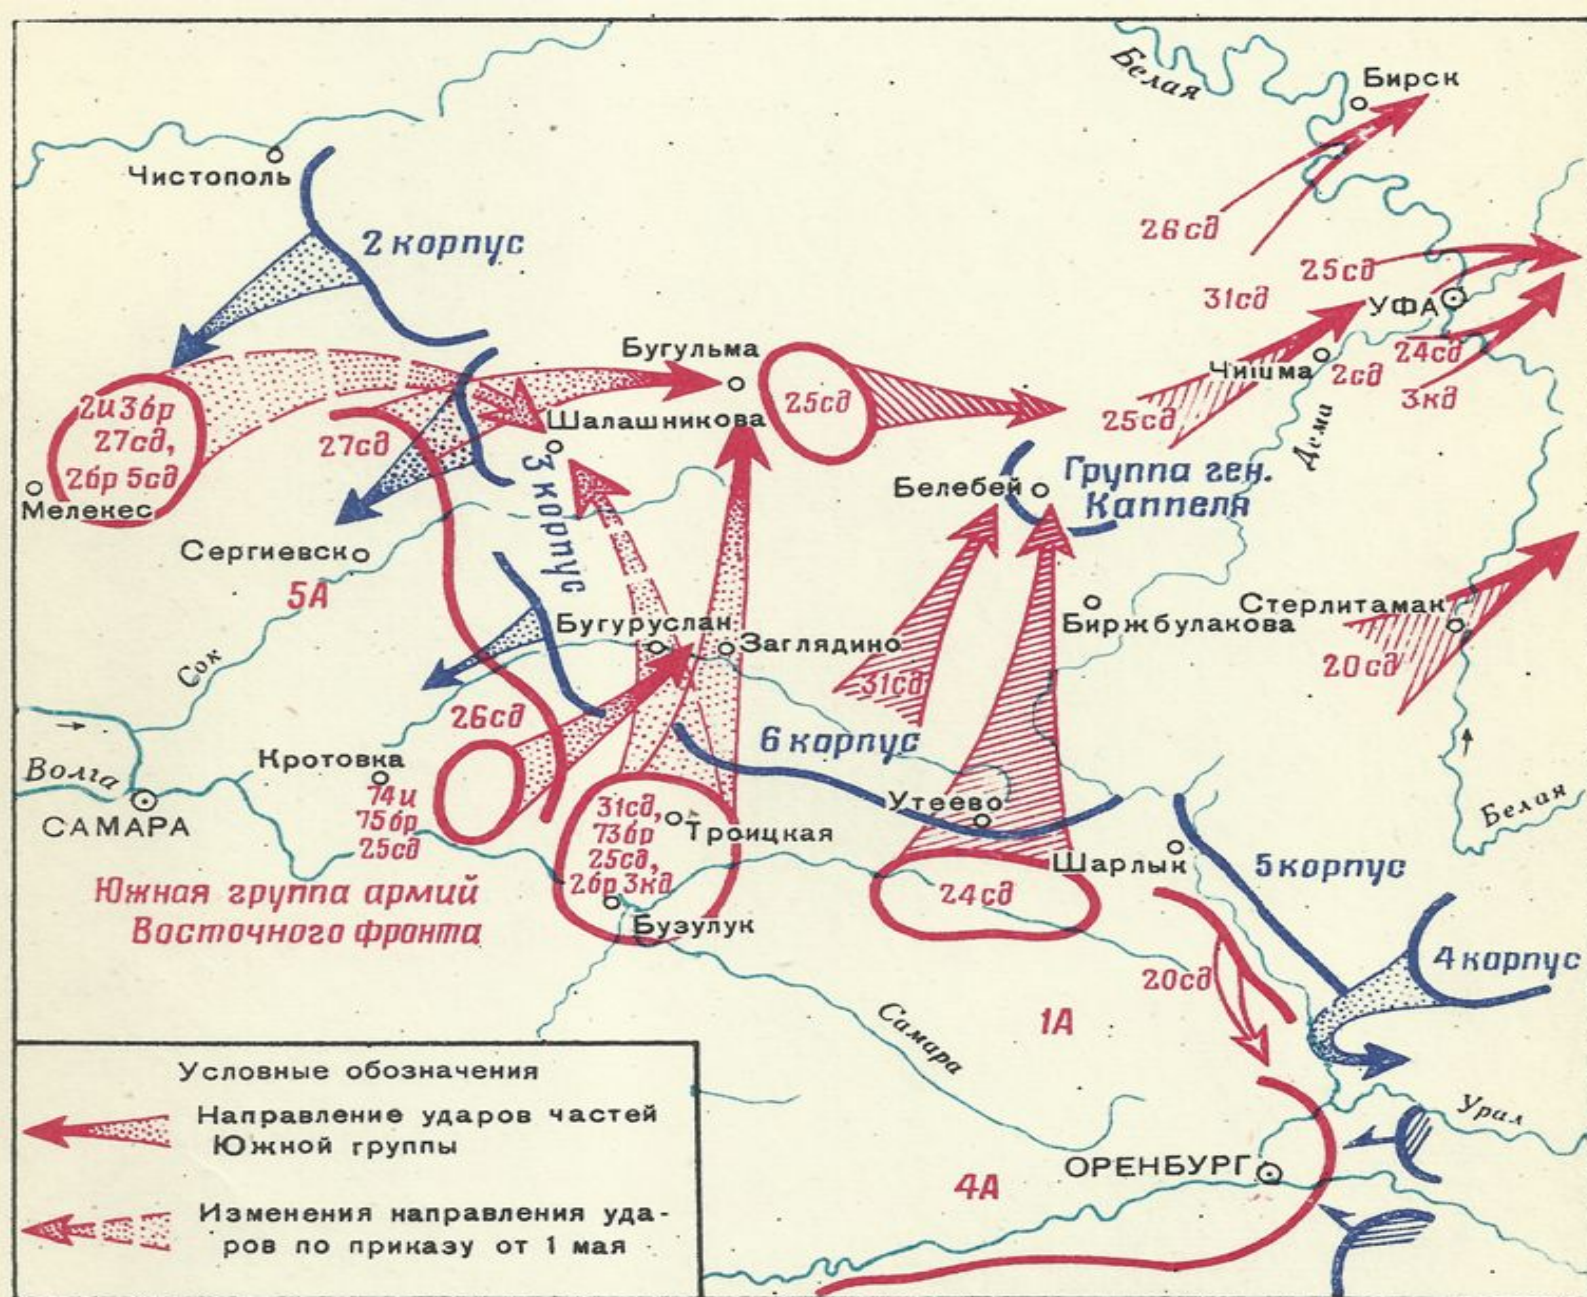 Белая
Бирск
Чистополь
2 корпус
26сд
25сд
31сд
УФА
Бугульма
24сд
Чишма
2сд
3кд
2и3бр
27сд,
2бр 5сд
27сд
Шалашникова
25сд
25сд
Дема
Мелекес
3 корпус
Белебей
Группа ген.
Каппеля
Сергиевск
5А
Стерлитамак
Биржбулакова
Бугуруслан
Заглядино
Сок
31сд
20сд
26сд
6 корпус
Кротовка
Волга
САМАРА
74и
75бр
25сд
31сд,
73бр
25сд,
2бр 3кд
Троицкая
Бузулук
Утеево
Белая
Шарлык
5 корпус
24сд
Южная группа армий
Восточного фронта
4 корпус
20сд
1А
Самара
Урал
ОРЕНБУРГ
4А
Условные обозначения
Направление ударов частей
Южной группы
Изменения направления уда-
ров по приказу от 1 мая